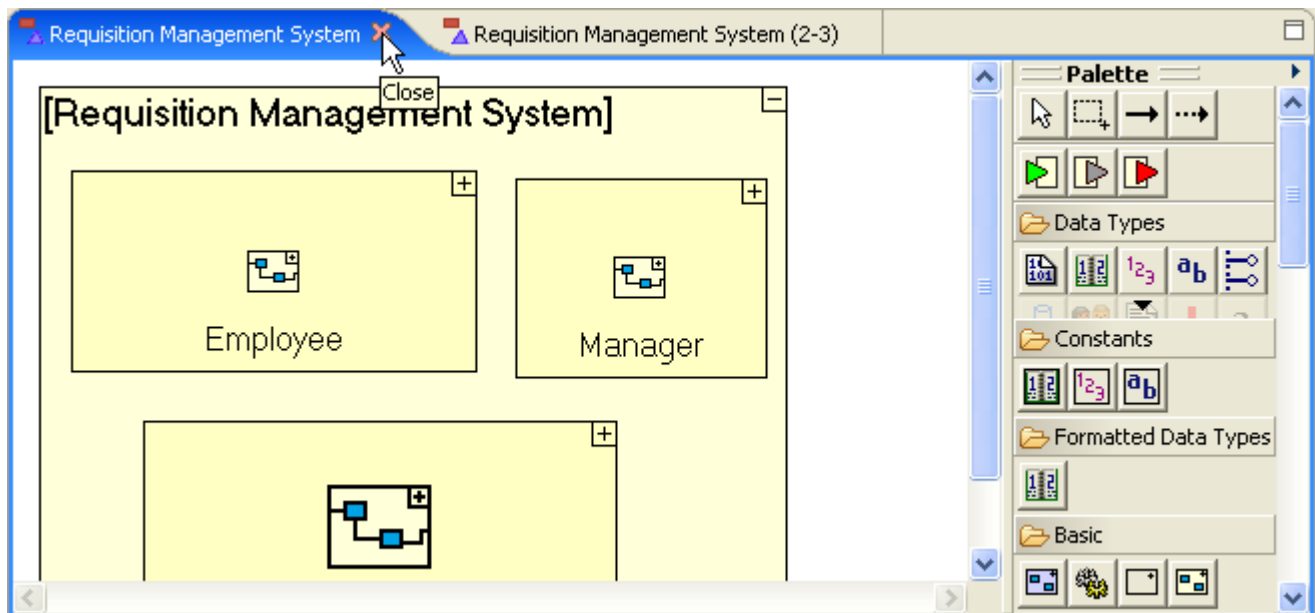 Requisition Management System
Requisition Management System (2-3)
Close
Palette
[Requisition Management System]
Data Types
Employee
Manager
Constants
Formatted Data Types
Basic